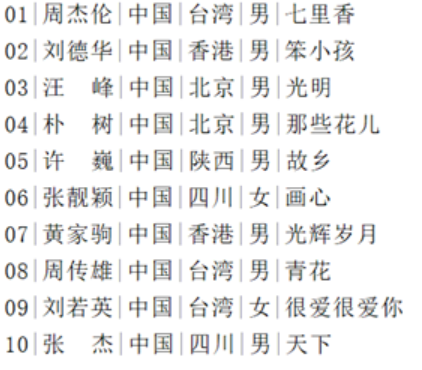 01|周杰伦|中国|台湾|男|七里香
02|刘德华|中国|香港|男|笨小孩
03|汪　峰|中国|北京|男|光明
04|朴　树|中国|北京|男|那些花儿
05|许　巍|中国|陕西|男|故乡
06|张靓颖|中国|四川|女|画心
07|黄家驹|中国|香港|男|光辉岁月
08|周传雄|中国|台湾|男|青花
09|刘若英|中国|台湾|女|很爱很爱你
10|张　杰|中国|四川|男|天下